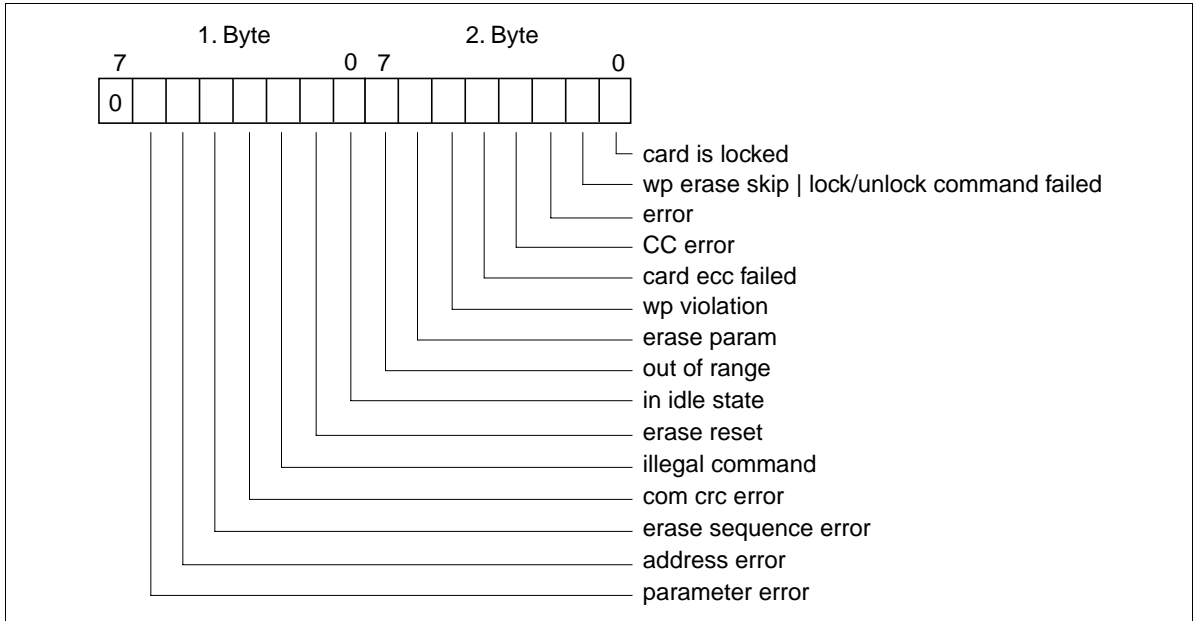 1. Byte 2. Byte
7 0 7 0
0
card is locked
wp erase skip | lock/unlock command failed
error
CC error
card ecc failed
wp violation
erase param
out of range
in idle state
erase reset
illegal command
com crc error
erase sequence error
address error
parameter error